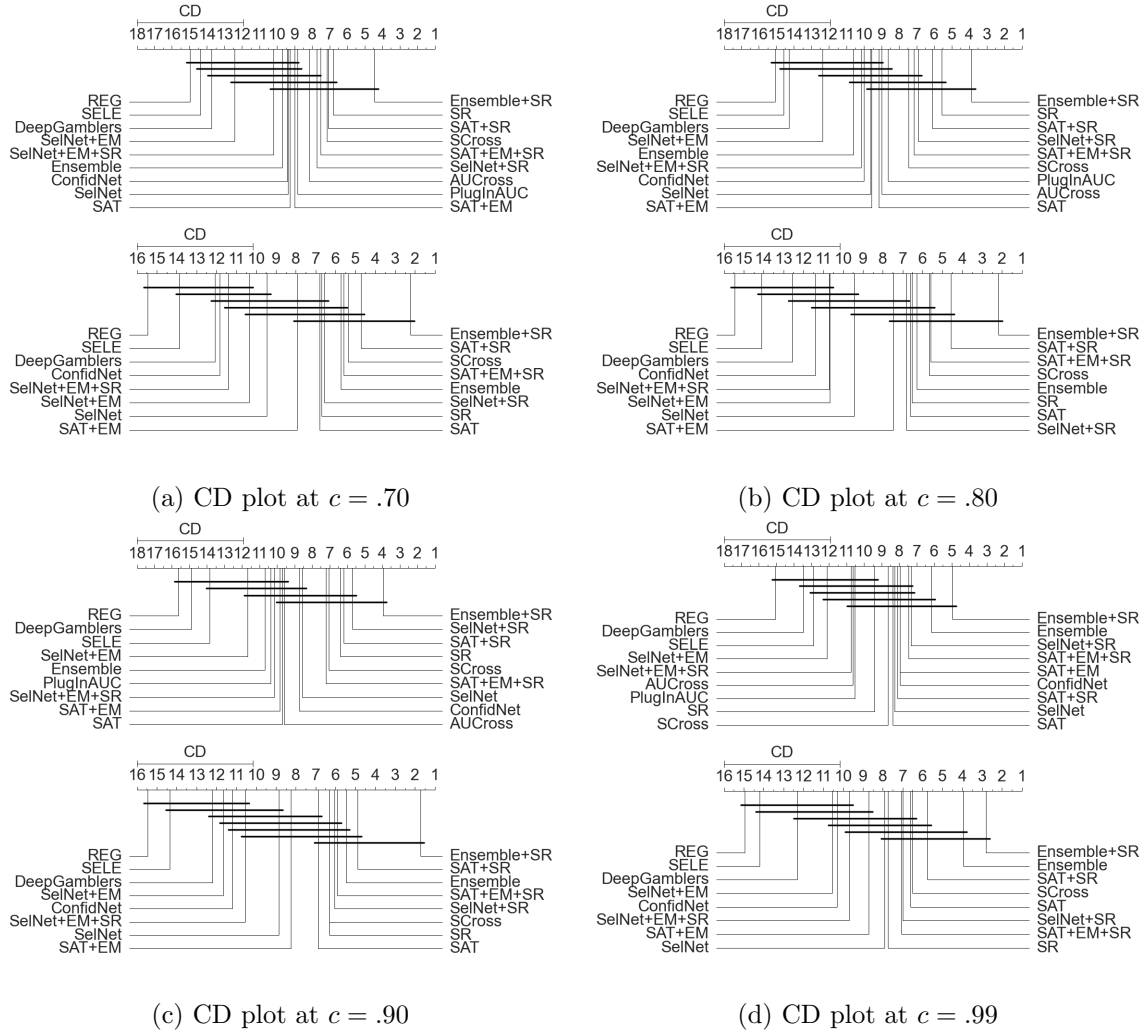 CD
18 17 16 15 14 13 12 11 10 9 8 7 6 5 4 3 2 1
REG
SELE
DeepGamblers
SelNet+EM
SelNet+EM+SR
Ensemble
ConfidNet
SelNet
SAT
Ensemble+SR
SR
SAT+SR
SCross
SAT+EM+SR
SelNet+SR
AUCross
PlugInAUC
SAT+EM
CD
16 15 14 13 12 11 10 9 8 7 6 5 4 3 2 1
REG
SELE
DeepGamblers
ConfidNet
SelNet+EM+SR
SelNet+EM
SelNet
SAT+EM
Ensemble+SR
SAT+SR
SCross
SAT+EM+SR
Ensemble
SelNet+SR
SR
SAT
(a) CD plot at c = .70
CD
18 17 16 15 14 13 12 11 10 9 8 7 6 5 4 3 2 1
REG
SELE
DeepGamblers
SelNet+EM
Ensemble
SelNet+EM+SR
ConfidNet
SelNet
SAT+EM
Ensemble+SR
SR
SAT+SR
SelNet+SR
SAT+EM+SR
SCross
PlugInAUC
AUCross
SAT
CD
16 15 14 13 12 11 10 9 8 7 6 5 4 3 2 1
REG
SELE
DeepGamblers
ConfidNet
SelNet+EM+SR
SelNet+EM
SelNet
SAT+EM
Ensemble+SR
SAT+SR
SAT+EM+SR
SCross
Ensemble
SR
SAT
SelNet+SR
(b) CD plot at c = .80
CD
18 17 16 15 14 13 12 11 10 9 8 7 6 5 4 3 2 1
REG
DeepGamblers
SELE
SelNet+EM
Ensemble
PlugInAUC
SelNet+EM+SR
SAT+EM
SAT
Ensemble+SR
SelNet+SR
SAT+SR
SR
SCross
SAT+EM+SR
SelNet
ConfidNet
AUCross
CD
16 15 14 13 12 11 10 9 8 7 6 5 4 3 2 1
REG
SELE
DeepGamblers
SelNet+EM
ConfidNet
SelNet+EM+SR
SelNet
SAT+EM
Ensemble+SR
SAT+SR
Ensemble
SAT+EM+SR
SelNet+SR
SCross
SR
SAT
(c) CD plot at c = .90
CD
18 17 16 15 14 13 12 11 10 9 8 7 6 5 4 3 2 1
REG
DeepGamblers
SELE
SelNet+EM
SelNet+EM+SR
AUCross
PlugInAUC
SR
SCross
Ensemble+SR
Ensemble
SelNet+SR
SAT+EM+SR
SAT+EM
ConfidNet
SAT+SR
SelNet
SAT
CD
16 15 14 13 12 11 10 9 8 7 6 5 4 3 2 1
REG
SELE
DeepGamblers
SelNet+EM
ConfidNet
SelNet+EM+SR
SAT+EM
SelNet
Ensemble+SR
Ensemble
SAT+SR
SCross
SAT
SelNet+SR
SAT+EM+SR
SR
(d) CD plot at c = .99